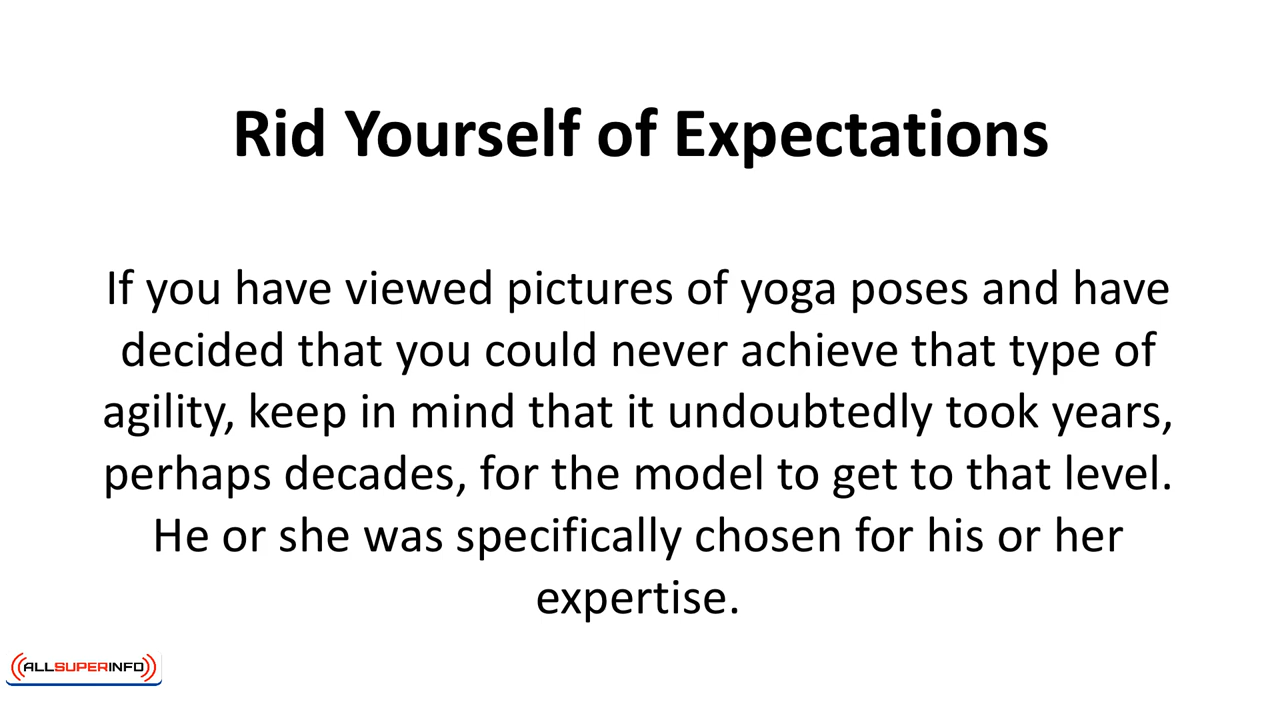 Rid Yourself of Expectations
If you have viewed pictures of yoga poses and have
decided that you could never achieve that type of
agility, keep in mind that it undoubtedly took years,
perhaps decades, for the model to get to that level.
He or she was specifically chosen for his or her
expertise.
ALLSUPERINFO